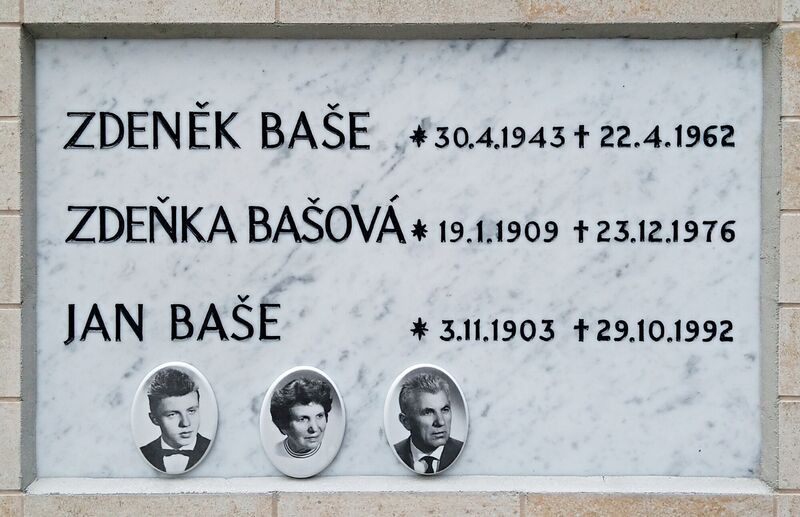 ZDENĚK BAŠE * 30.4.1943 † 22.4.1962
ZDEŇKA BAŠOVÁ * 19.1.1909 † 23.12.1976
JAN BAŠE * 3.11.1903 † 29.10.1992